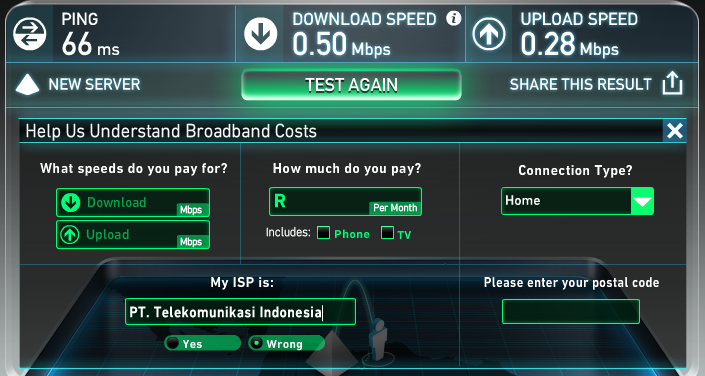 PING
66 ms
DOWNLOAD SPEED
0.50 Mbps
UPLOAD SPEED
0.28 Mbps
NEW SERVER
TEST AGAIN
SHARE THIS RESULT
Help Us Understand Broadband Costs
What speeds do you pay for?
Download Mbps
Upload Mbps
How much do you pay?
R Per Month
Includes: Phone TV
Connection Type?
Home
My ISP is:
PT. Telekomunikasi Indonesia
Yes Wrong
Please enter your postal code